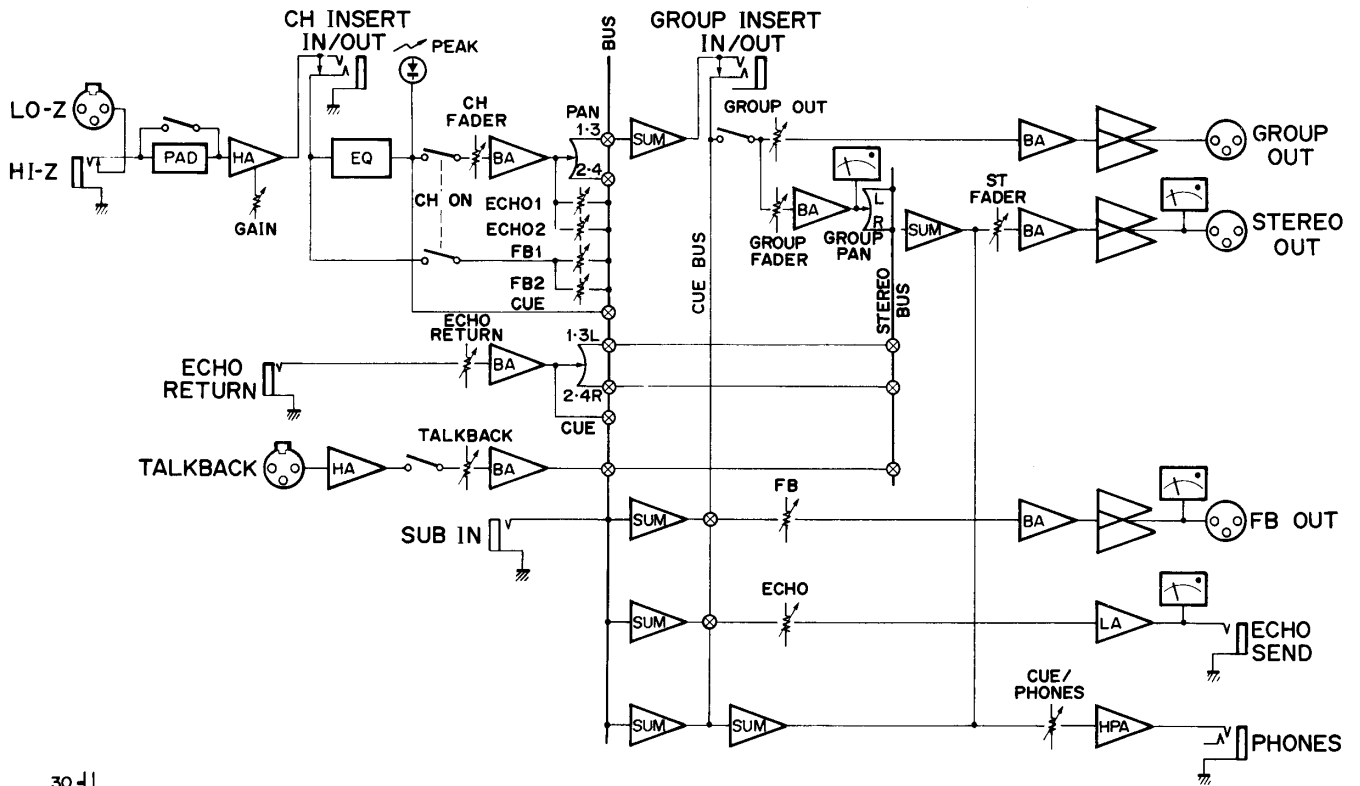 CH INSERT
IN/OUT
BUS
GROUP INSERT
IN/OUT
PEAK
LO-Z
HI-Z
PAD
HA
GAIN
EQ
CH ON
CH
FADER
BA
PAN
1·3
2·4
ECHO1
ECHO2
FB1
FB2
CUE
SUM
CUE BUS
GROUP OUT
BA
GROUP
OUT
GROUP
FADER
BA
L
R
GROUP
PAN
STEREO
BUS
SUM
ST
FADER
BA
STEREO
OUT
ECHO
RETURN
ECHO
RETURN
BA
1·3L
2·4R
CUE
TALKBACK
HA
TALKBACK
BA
SUB IN
SUM
FB
BA
FB OUT
SUM
ECHO
LA
ECHO
SEND
SUM
SUM
CUE/
PHONES
HPA
PHONES